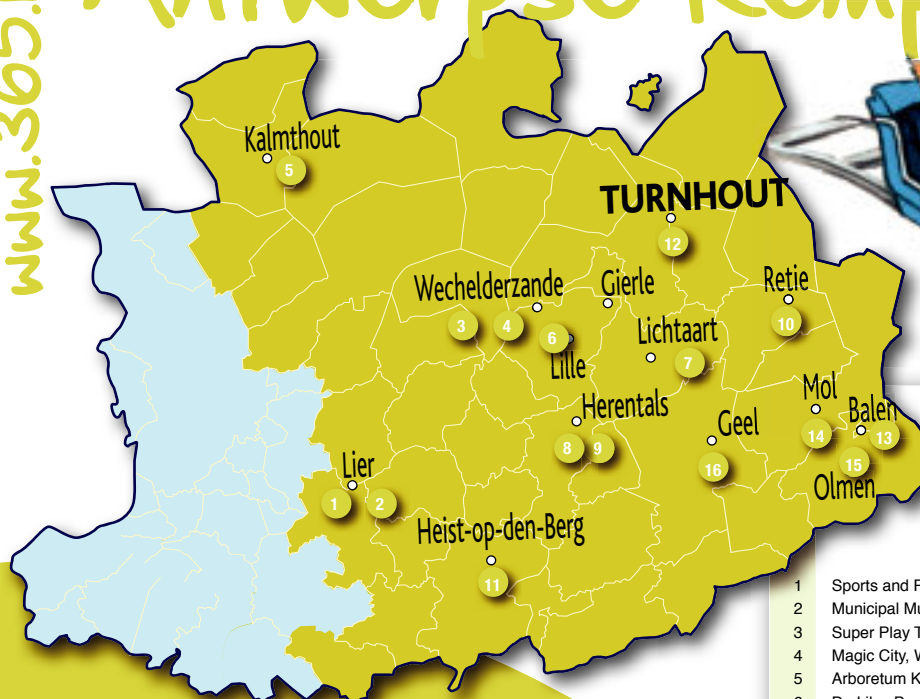 Antwerpse Kemp
www.365.
Kalmthout
5
TURNHOUT
12
Wechelderzande
Gierle
Retie
3
4
6
10
Lichtaart
Lille
7
Mol
Herentals
Balen
Geel
8
9
14
13
Lier
16
15
1
2
Olmen
Heist-op-den-Berg
11
1 Sports and
2 Municipal
3 Super Play
4 Magic City,
5 Arboretum